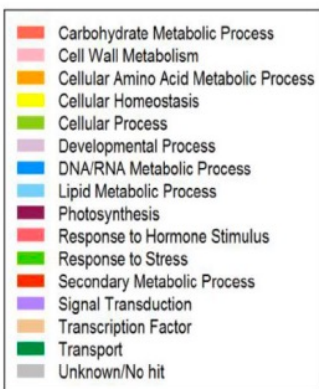 Carbohydrate Metabolic Process
Cell Wall Metabolism
Cellular Amino Acid Metabolic Process
Cellular Homeostasis
Cellular Process
Developmental Process
DNA/RNA Metabolic Process
Lipid Metabolic Process
Photosynthesis
Response to Hormone Stimulus
Response to Stress
Secondary Metabolic Process
Signal Transduction
Transcription Factor
Transport
Unknown/No hit